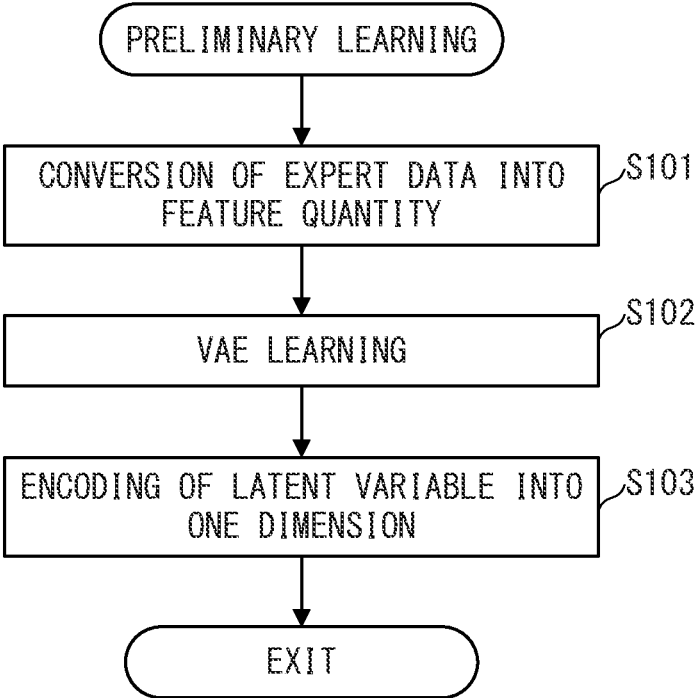 PRELIMINARY LEARNING
CONVERSION OF EXPERT DATA INTO
FEATURE QUANTITY
S101
VAE LEARNING
S102
ENCODING OF LATENT VARIABLE INTO
ONE DIMENSION
S103
EXIT